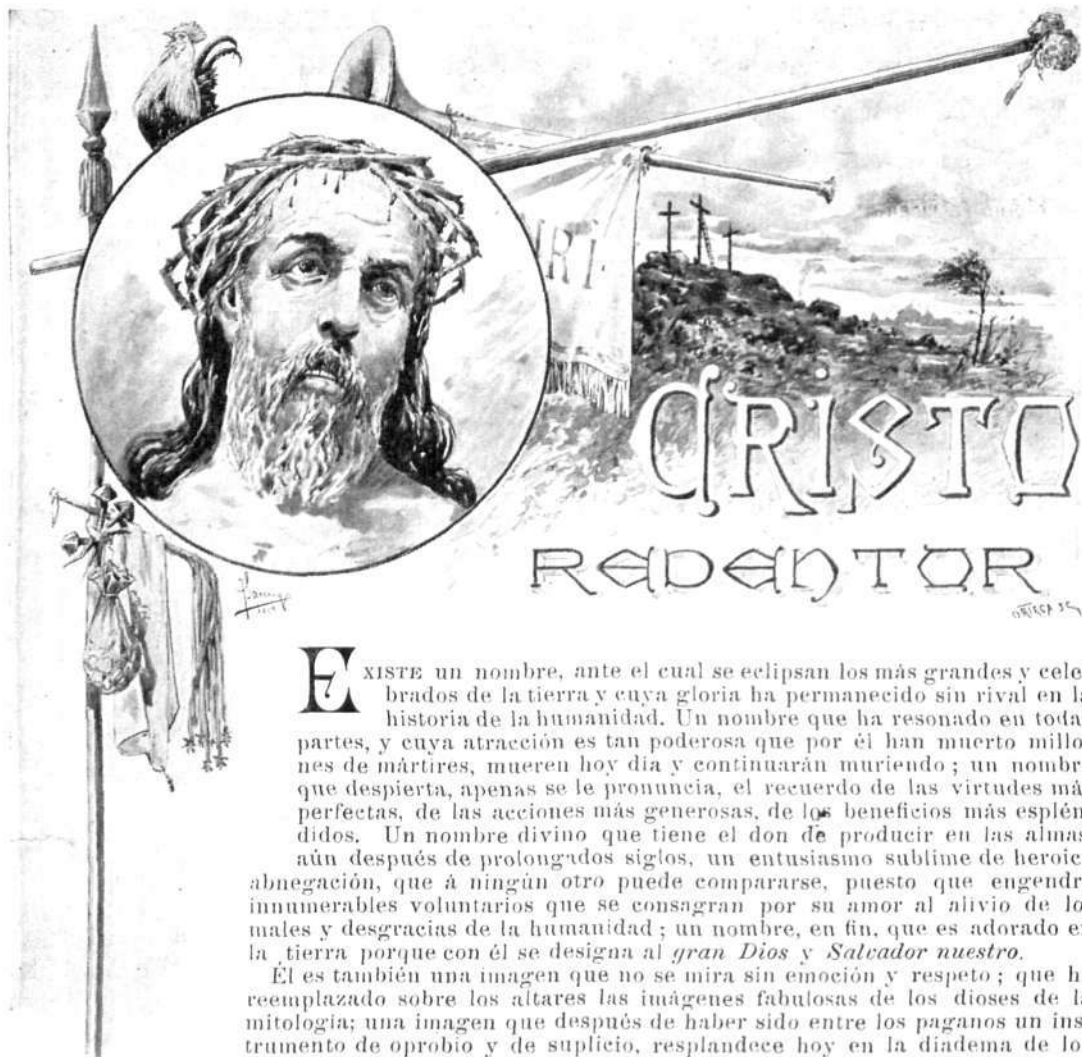 IRI
CRISTO
REDENTOR
ORTEGA SC
EXISTE un nombre, ante el cual se eclipsan los más grandes y cele
brados de la tierra y cuya gloria ha permanecido sin rival en l
historia de la humanidad. Un nombre que ha resonado en toda
partes, y cuya atracción es tan poderosa que por él han muerto millo
nes de mártires, mueren hoy dia y continuarán muriendo; un nombr
que despierta, apenas se le pronuncia, el recuerdo de las virtudes má
perfectas, de las acciones más generosas, de los beneficios más esplén
didos. Un nombre divino que tiene el don de producir en las alma
aún después de prolongados siglos, un entusiasmo sublime de heroic
abnegación, que á ningún otro puede compararse, puesto que engendr
innumerables voluntarios que se consagran por su amor al alivio de lo
males y desgracias de la humanidad; un nombre, en fin, que es adorado e
la tierra porque con él se designa al gran Dios y Salvador nuestro.
Él es también una imagen que no se mira sin emoción y respeto; que h
reemplazado sobre los altares las imágenes fabulosas de los dioses de l
mitología; una imagen que después de haber sido entre los paganos un ins
trumento de oprobio y de suplicio, resplandece hoy en la diadema de lo